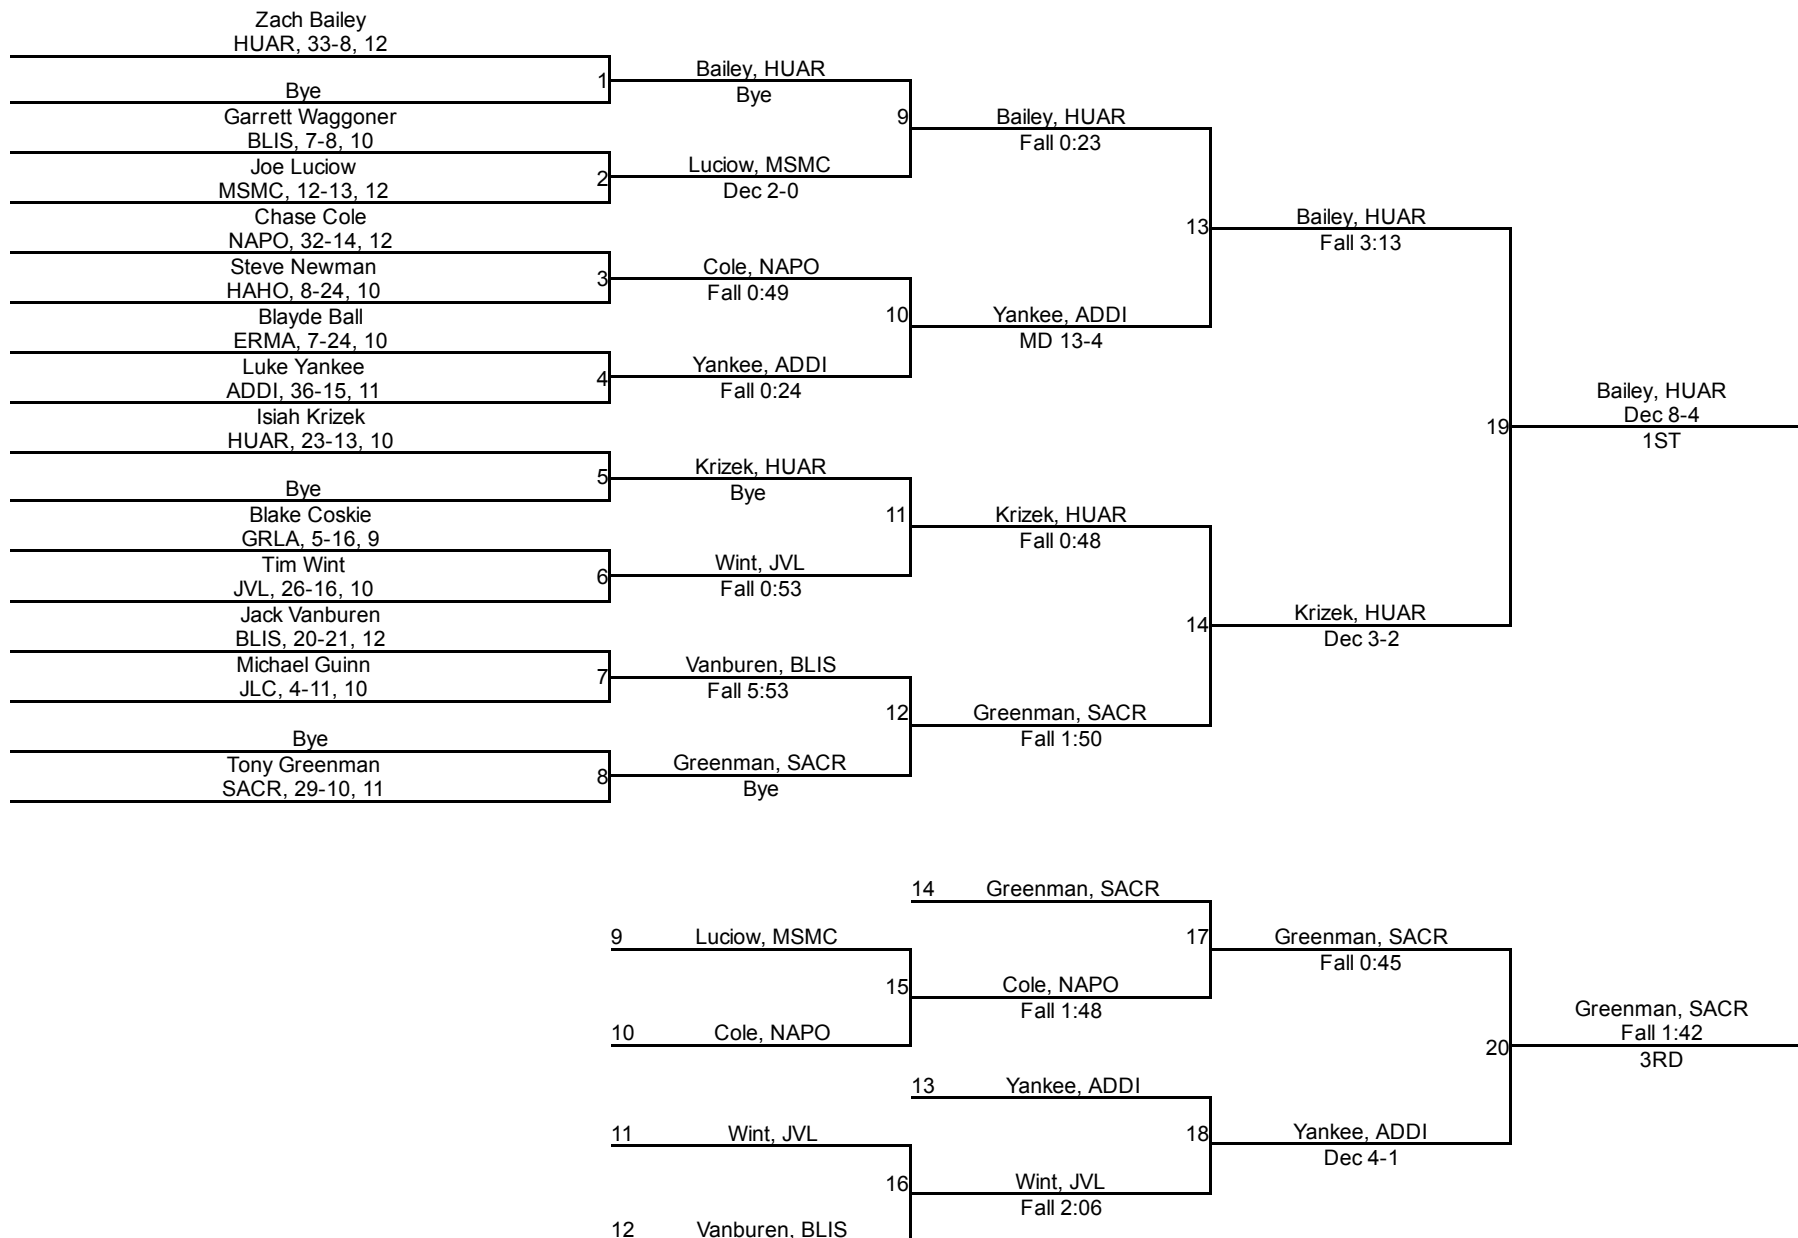 Zach Bailey
HUAR, 33-8, 12
Bye
1
Garrett Waggoner
BLIS, 7-8, 10
Joe Luciow
MSMC, 12-13, 12
2
Chase Cole
NAPO, 32-14, 12
Steve Newman
HAHO, 8-24, 10
3
Blayde Ball
ERMA, 7-24, 10
Luke Yankee
ADDI, 36-15, 11
4
Isiah Krizek
HUAR, 23-13, 10
Bye
5
Blake Coskie
GRLA, 5-16, 9
Tim Wint
JVL, 26-16, 10
6
Jack Vanburen
BLIS, 20-21, 12
Michael Guinn
JLC, 4-11, 10
7
Bye
Tony Greenman
SACR, 29-10, 11
8
Bailey, HUAR
Bye
9
Luciow, MSMC
Dec 2-0
Cole, NAPO
Fall 0:49
10
Yankee, ADDI
Fall 0:24
Krizek, HUAR
Bye
11
Wint, JVL
Fall 0:53
Vanburen, BLIS
Fall 5:53
12
Greenman, SACR
Bye
Bailey, HUAR
Fall 0:23
13
Yankee, ADDI
MD 13-4
Krizek, HUAR
Fall 0:48
14
Greenman, SACR
Fall 1:50
Bailey, HUAR
Fall 3:13
19
Krizek, HUAR
Dec 3-2
Bailey, HUAR
Dec 8-4
1ST
14 Greenman, SACR
9 Luciow, MSMC
15
10 Cole, NAPO
Cole, NAPO
Fall 1:48
17
Greenman, SACR
Fall 0:45
13 Yankee, ADDI
11 Wint, JVL
16
12 Vanburen, BLIS
Wint, JVL
Fall 2:06
18
Yankee, ADDI
Dec 4-1
20
Greenman, SACR
Fall 1:42
3RD